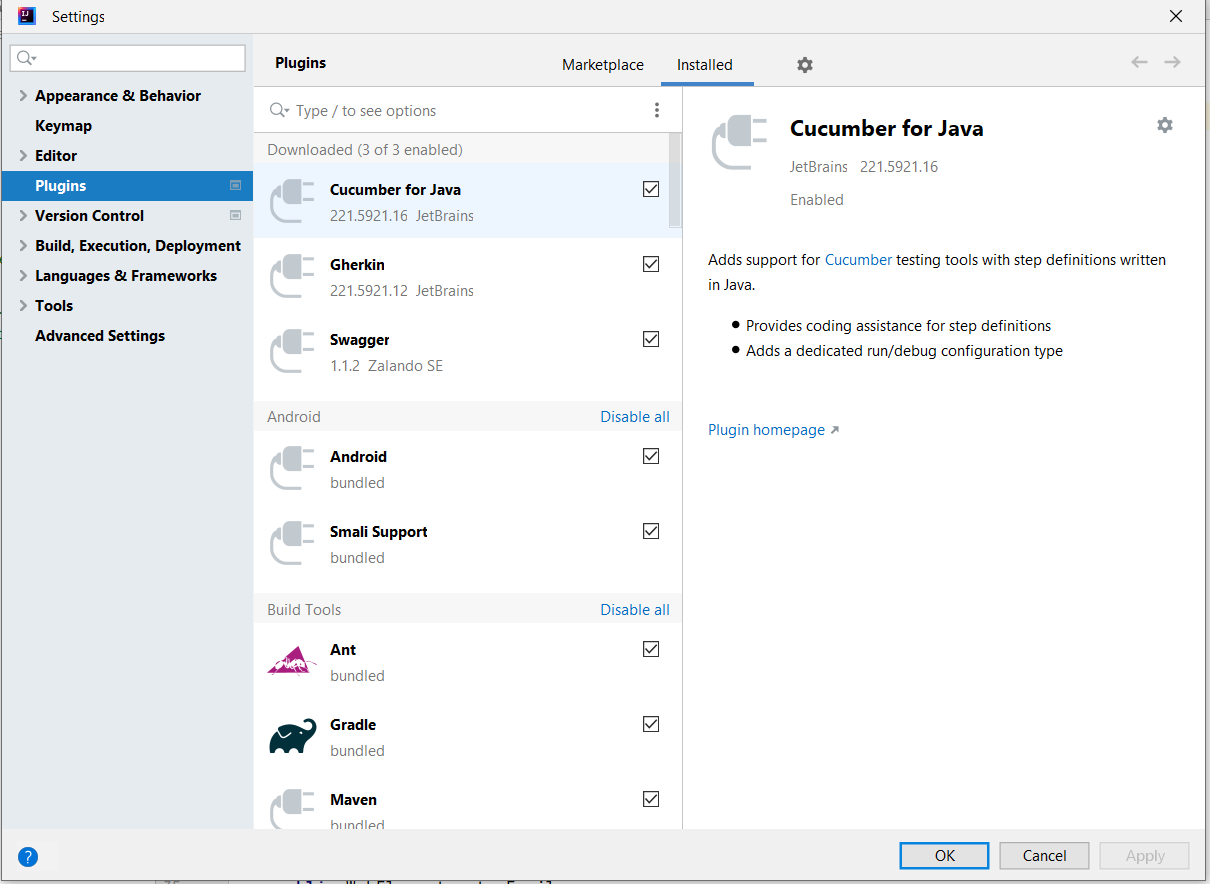 Settings
Plugins
Marketplace
Installed
Appearance & Behavior
Keymap
Editor
Plugins
Version Control
Build, Execution, Deployment
Languages & Frameworks
Tools
Advanced Settings
Type / to see options
Downloaded (3 of 3 enabled)
Cucumber for Java
221.5921.16 JetBrains
Gherkin
221.5921.12 JetBrains
Swagger
1.1.2 Zalando SE
Android
Disable all
Android
bundled
Smali Support
bundled
Build Tools
Disable all
Ant
bundled
Gradle
bundled
Maven
bundled
Cucumber for Java
JetBrains 221.5921.16
Enabled
Adds support for Cucumber testing tools with step definitions written
in Java.
Provides coding assistance for step definitions
Adds a dedicated run/debug configuration type
Plugin homepage
?
OK
Cancel
Apply